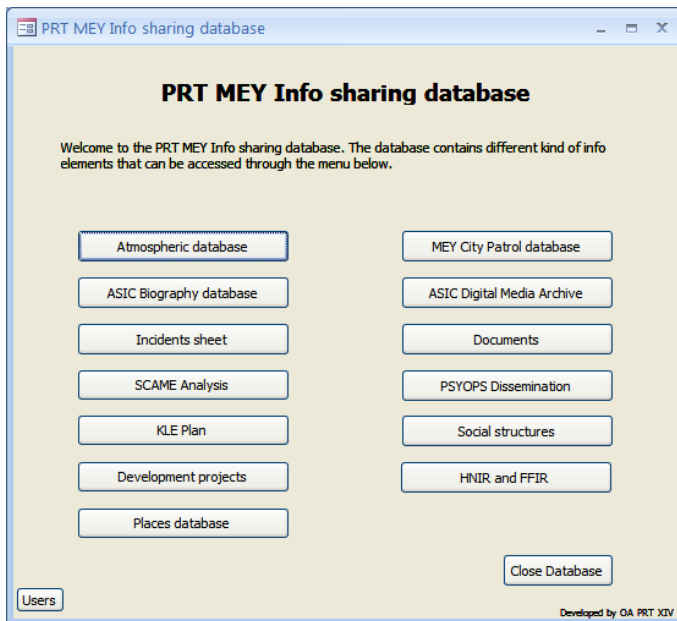 PRT MEY Info sharing database
PRT MEY Info sharing database
Welcome to the PRT MEY Info sharing database. The database contains different kind of info
elements that can be accessed through the menu below.
Atmospheric database
MEY City Patrol database
ASIC Biography database
ASIC Digital Media Archive
Incidents sheet
Documents
SCAME Analysis
PSYOPS Dissemination
KLE Plan
Social structures
Development projects
HNIR and FFIR
Places database
Close Database
Users
Developed by OA PRT XIV